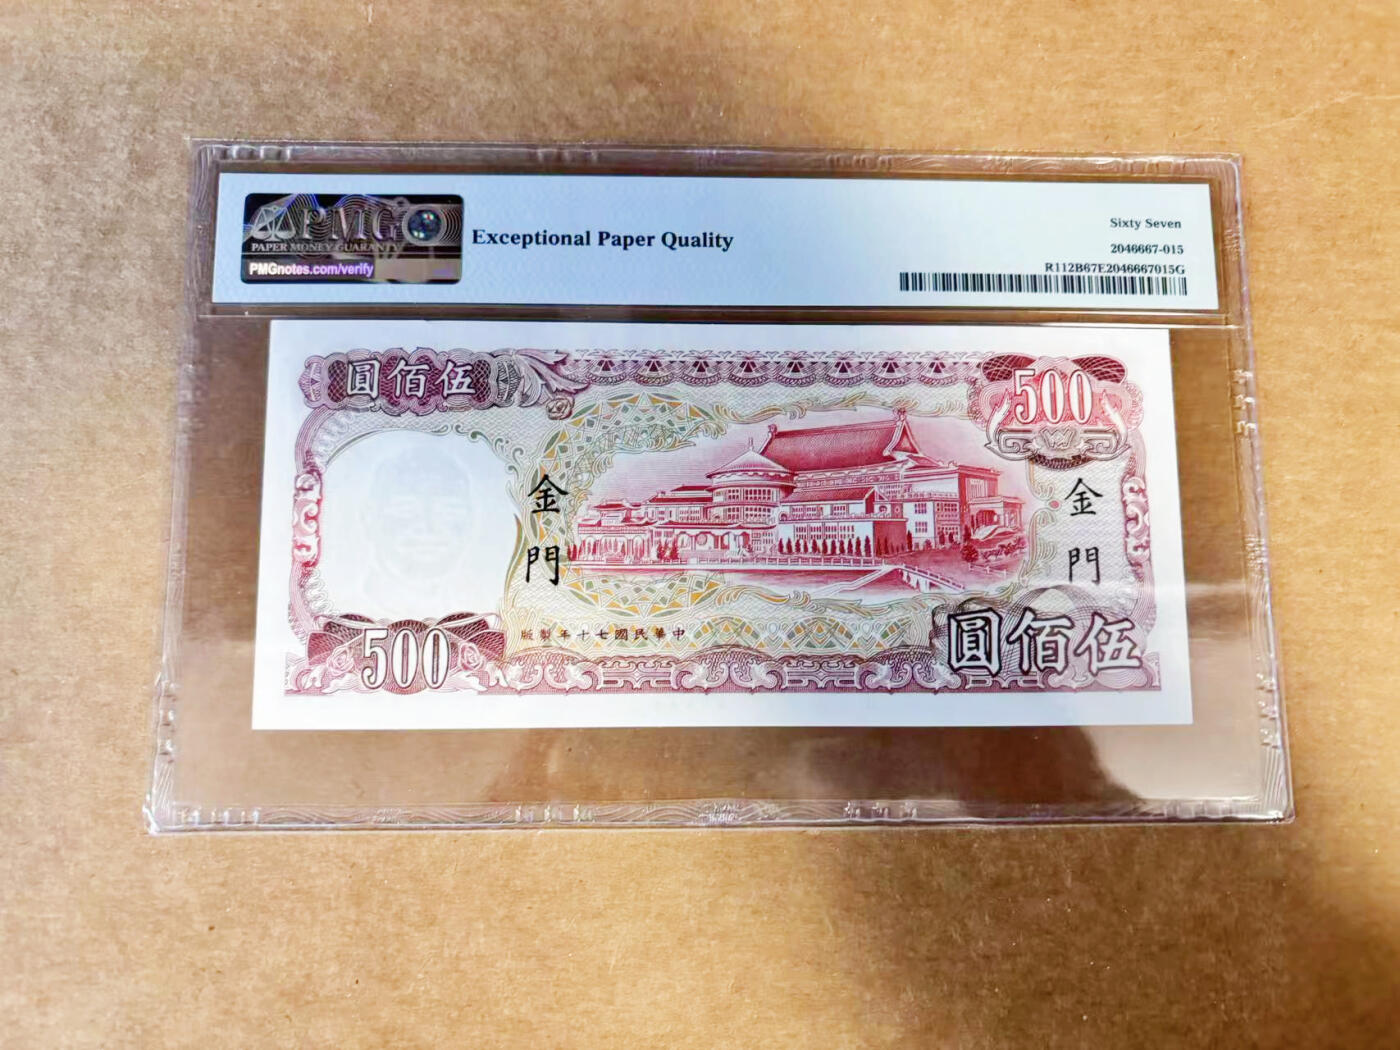 PMG
PAPER MONEY GUARANTY
PMGnotes.com/verify
Exceptional Paper Quality
Sixty Seven
2046667-015
R112B67E2046667015G
圓佰伍
500
金門
金門
500
版製年十七國民華中
圓佰伍